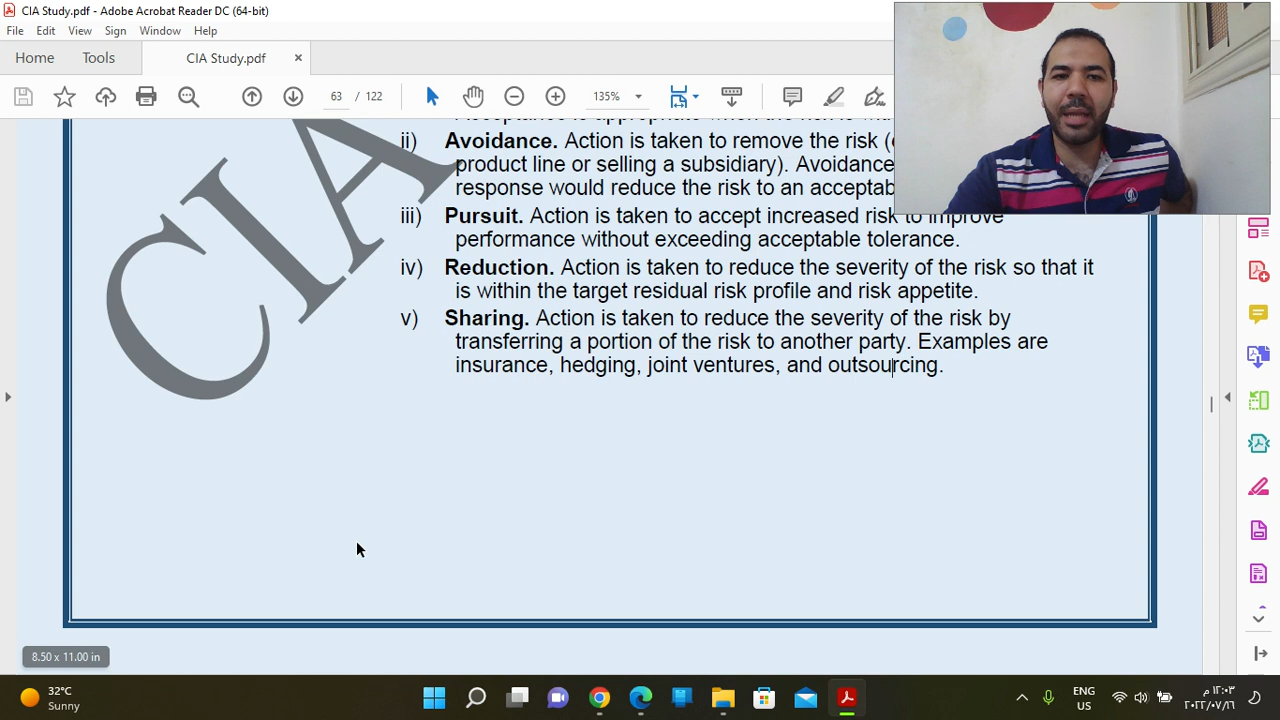 CIA Study.pdf - Adobe Acrobat Reader DC (64-bit)
File Edit View Sign Window Help
Home Tools CIA Study.pdf ×
63 / 122 135%
ii) Avoidance. Action is taken to remove the risk (
product line or selling a subsidiary). Avoidance
response would reduce the risk to an acceptab
iii) Pursuit. Action is taken to accept increased risk to improve
performance without exceeding acceptable tolerance.
iv) Reduction. Action is taken to reduce the severity of the risk so that it
is within the target residual risk profile and risk appetite.
v) Sharing. Action is taken to reduce the severity of the risk by
transferring a portion of the risk to another party. Examples are
insurance, hedging, joint ventures, and outsourcing.
CIA
8.50 x 11.00 in
32°C
Sunny
ENG
US
١٢:٠٣ م
٢٠٢٢/٠٧/١٦